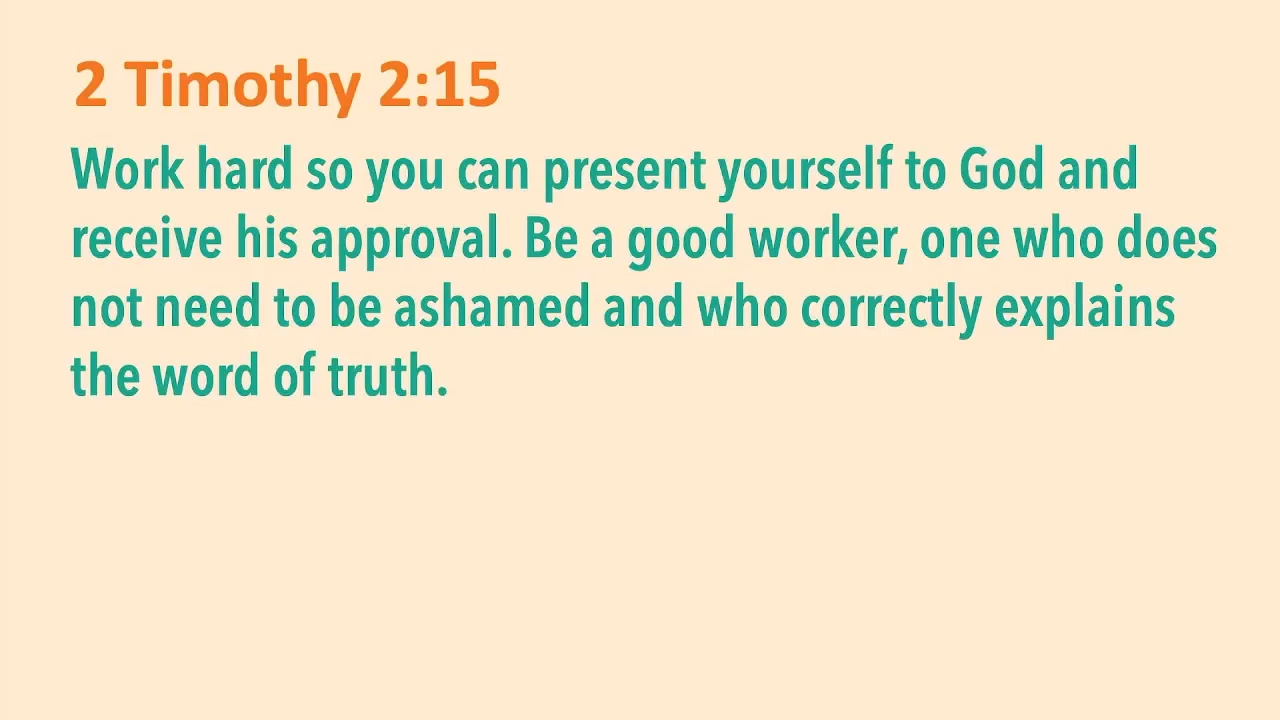 2 Timothy 2:15
Work hard so you can present yourself to God and
receive his approval. Be a good worker, one who does
not need to be ashamed and who correctly explains
the word of truth.